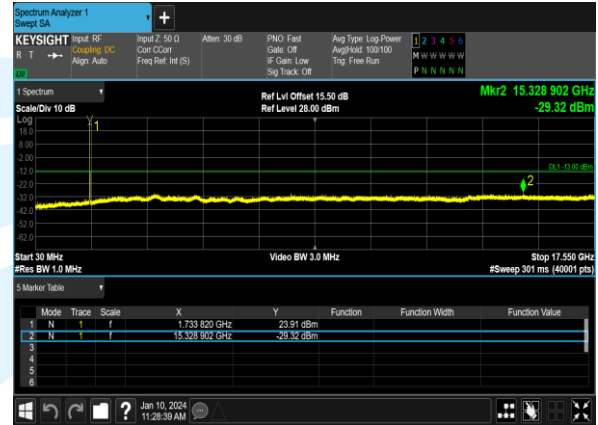 Spectrum Analyzer 1
Swept SA
+
KEYSIGHT Input: RF Input Z: 50 Ω Atten: 30 dB PNO: Fast Avg Type: Log-Power 1 2 3 4 5 6
R T Coupling: DC Corr CCorr Gate: Off Avg|Hold: 100/100 M W W W W W
Align: Auto Freq Ref: Int (S) IF Gain: Low Trig: Free Run P N N N N N
Sig Track: Off
LXI
1 Spectrum Ref Lvl Offset 15.50 dB Mkr2 15.328 902 GHz
Scale/Div 10 dB Ref Level 28.00 dBm -29.32 dBm
Log
1
18.0
8.00
-2.00
DL1 -13.00 dBm
-12.0
2
-22.0
-32.0
-42.0
-52.0
-62.0
Start 30 MHz Video BW 3.0 MHz Stop 17.550 GHz
#Res BW 1.0 MHz #Sweep 301 ms (40001 pts)
5 Marker Table
Mode Trace Scale X Y Function Function Width Function Value
1 N 1 f 1.733 820 GHz 23.91 dBm
2 N 1 f 15.328 902 GHz -29.32 dBm
3
4
5
6
? Jan 10, 2024
11:28:39 AM